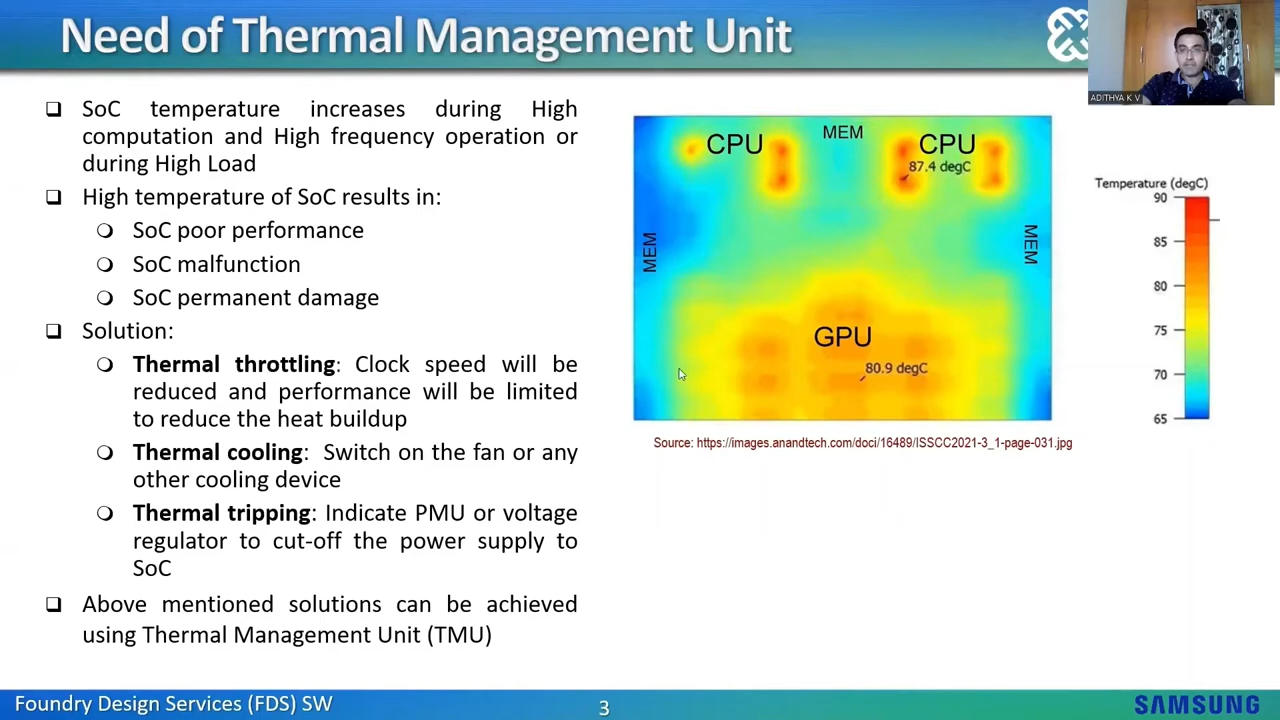 Need of Thermal Management Unit
ADITHYA K V
❑ SoC temperature increases during High
computation and High frequency operation or
during High Load
❑ High temperature of SoC results in:
❍ SoC poor performance
❍ SoC malfunction
❍ SoC permanent damage
❑ Solution:
❍ Thermal throttling: Clock speed will be
reduced and performance will be limited
to reduce the heat buildup
❍ Thermal cooling: Switch on the fan or any
other cooling device
❍ Thermal tripping: Indicate PMU or voltage
regulator to cut-off the power supply to
SoC
❑ Above mentioned solutions can be achieved
using Thermal Management Unit (TMU)
CPU
MEM
CPU
87.4 degC
MEM
MEM
GPU
80.9 degC
Temperature (degC)
90
85
80
75
70
65
Source: https://images.anandtech.com/doci/16489/ISSCC2021-3_1-page-031.jpg
Foundry Design Services (FDS) SW
3
SAMSUNG